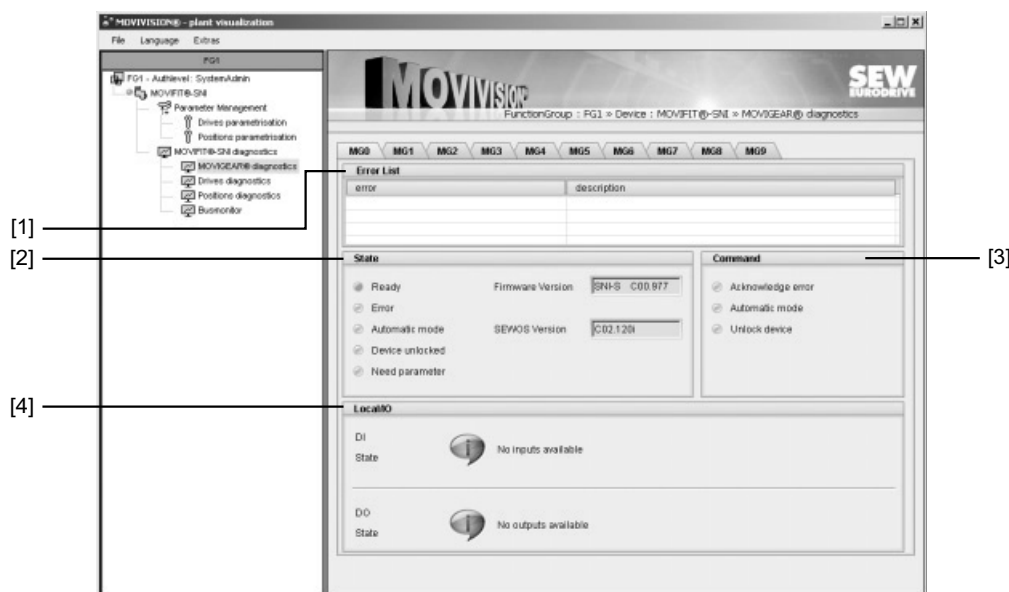 MOVIVISION® - plant visualization
File Language Extras
FG1
FG1 - Authlevel: SystemAdmin
MOVIFIT®-SNI
Parameter Management
Drives parametrisation
Positions parametrisation
MOVIFIT®-SNI diagnostics
MOVIGEAR® diagnostics
Drives diagnostics
Positions diagnostics
Busmonitor
MOVIVISION
SEW
EURODRIVE
FunctionGroup : FG1 » Device : MOVIFIT®-SNI » MOVIGEAR® diagnostics
MG0 MG1 MG2 MG3 MG4 MG5 MG6 MG7 MG8 MG9
[1]
Error List
error description
[2]
State
Ready Firmware Version SNI-S C00.977
Error
Automatic mode SEWOS Version C02.120i
Device unlocked
Need parameter
[3]
Command
Acknowledge error
Automatic mode
Unlock device
[4]
Local/IO
DI
State No inputs available
DO
State No outputs available